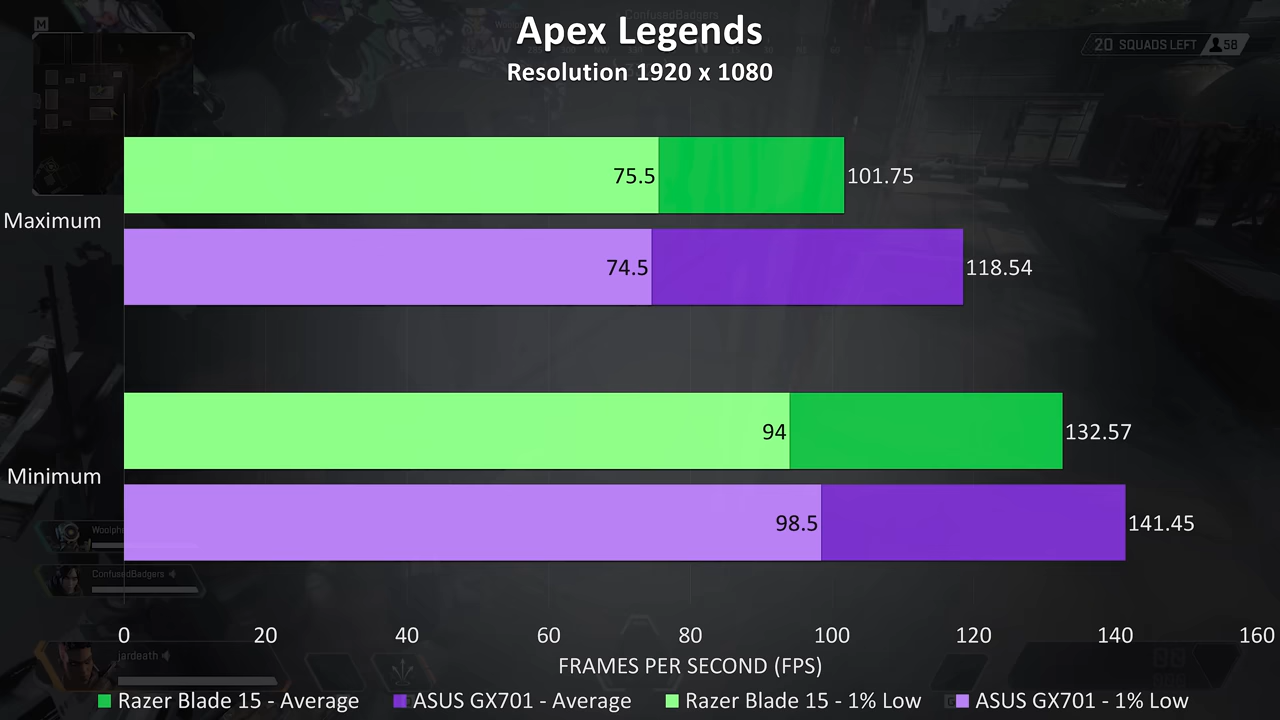 Apex Legends
Resolution 1920 x 1080
M
20 SQUADS LEFT 58
75.5 101.75
Maximum
74.5 118.54
94 132.57
Minimum
98.5 141.45
ConfusedBadgers
jardeath
0 20 40 60 80 100 120 140 160
FRAMES PER SECOND (FPS)
Razer Blade 15 - Average ASUS GX701 - Average Razer Blade 15 - 1% Low ASUS GX701 - 1% Low